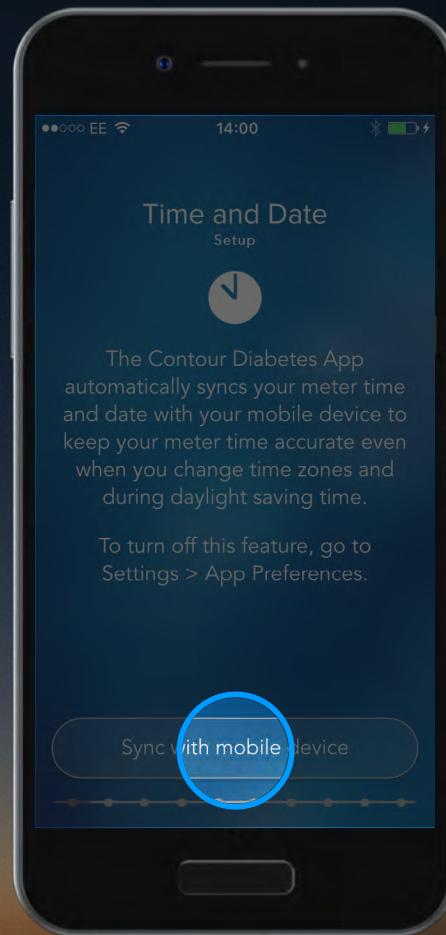 EE 14:00
Time and Date
Setup
The Contour Diabetes App
automatically syncs your meter time
and date with your mobile device to
keep your meter time accurate even
when you change time zones and
during daylight saving time.
To turn off this feature, go to
Settings > App Preferences.
Sync with mobile device